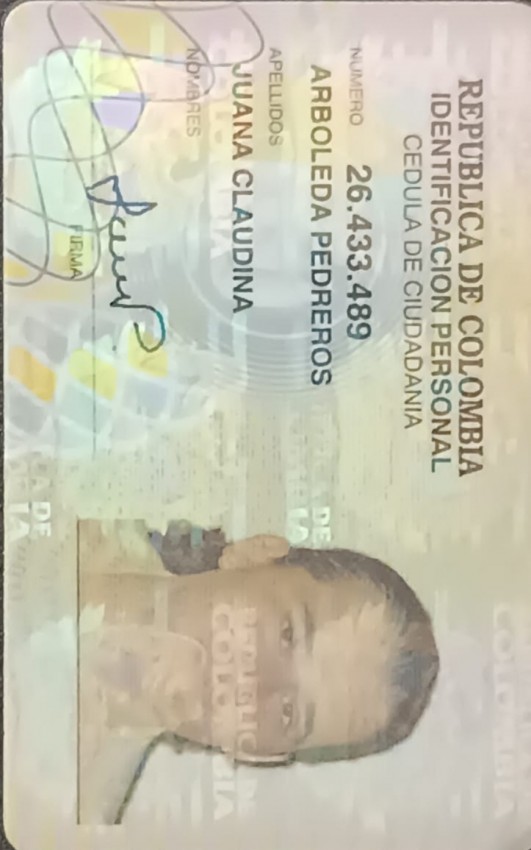 REPUBLICA DE COLOMBIA
IDENTIFICACION PERSONAL
CEDULA DE CIUDADANIA
NUMERO 26.433.489
ARBOLEDA PEDREROS
APELLIDOS
JUANA CLAUDINA
NOMBRES
FIRMA